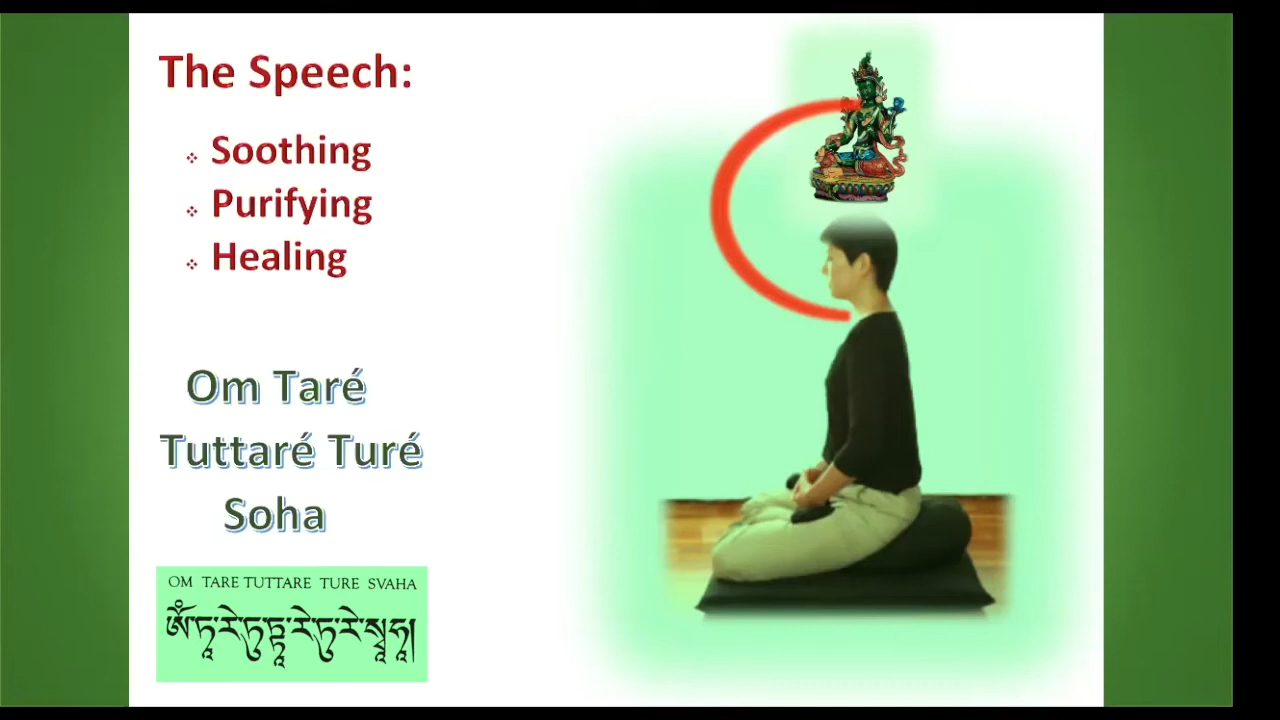 The Speech:
❖ Soothing
❖ Purifying
❖ Healing
Om Taré
Tuttaré Turé
Soha
OM TARE TUTTARE TURE SVAHA
ༀ་ཏཱ་རེ་ཏུ་ཏྟཱ་རེ་ཏུ་རེ་སྭཱ་ཧཱ།